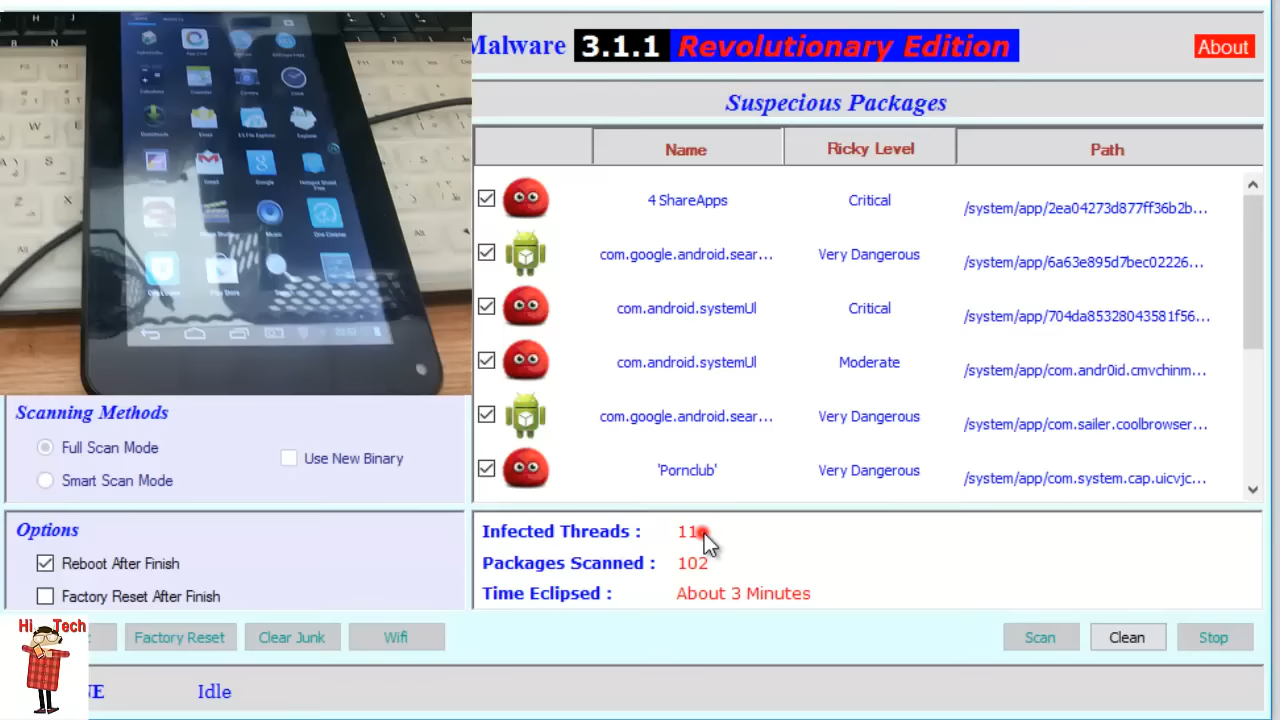 Malware 3.1.1 Revolutionary Edition
About
Suspecious Packages
Name Ricky Level Path
4 ShareApps Critical /system/app/2ea04273d877ff36b2b...
com.google.android.sear... Very Dangerous /system/app/6a63e895d7bec02226...
com.android.systemUI Critical /system/app/704da85328043581f56...
com.android.systemUI Moderate /system/app/com.andr0id.cmvchinm...
com.google.android.sear... Very Dangerous /system/app/com.sailer.coolbrowser...
'Pornclub' Very Dangerous /system/app/com.system.cap.uicvjc...
Scanning Methods
Full Scan Mode
Use New Binary
Smart Scan Mode
Options
Reboot After Finish
Factory Reset After Finish
Infected Threads : 11
Packages Scanned : 102
Time Eclipsed : About 3 Minutes
Hi Tech
Factory Reset
Clear Junk
Wifi
Scan
Clean
Stop
Idle